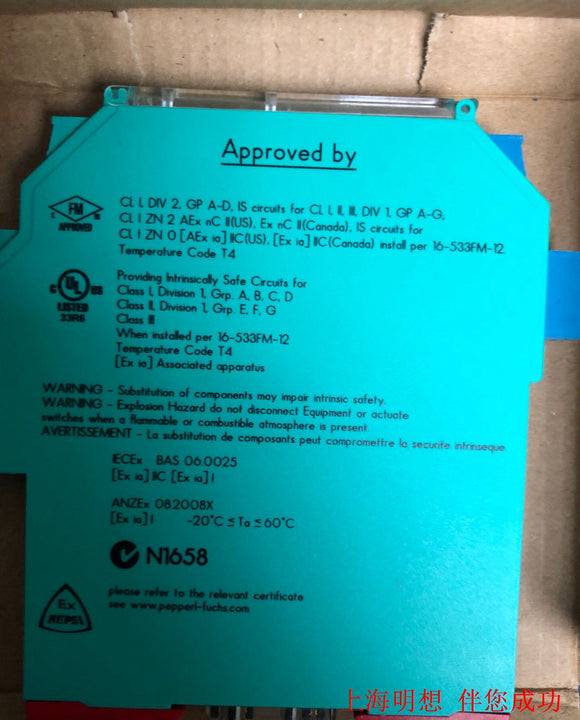 Approved by
CL I, DIV 2, GP A-D, IS circuits for CL I, II, III, DIV 1, GP A-G,
CL I ZN 2 AEx nC II(US), Ex nC II(Canada), IS circuits for
CL I ZN 0 [AEx ia] IIC(US), [Ex ia] IIC(Canada) install per 16-533FM-12.
Temperature Code T4
FM
C US
APPROVED
Providing Intrinsically Safe Circuits for
Class I, Division 1, Grp. A, B, C, D
Class II, Division 1, Grp. E, F, G
Class III
When installed per 16-533FM-12
Temperature Code T4
[Ex ia] Associated apparatus
C UL US
LISTED
33R6
WARNING - Substitution of components may impair intrinsic safety.
WARNING - Explosion Hazard do not disconnect Equipment or actuate
switches when a flammable or combustible atmosphere is present.
AVERTISSEMENT - La substitution de composants peut compromettre la securite intrinseque.
IECEx BAS 06.0025
[Ex ia] IIC [Ex ia] I
ANZEx 08.2008X
[Ex ia] I -20°C ≤ Ta ≤ 60°C
N1658
please refer to the relevant certificate
see www.pepperl-fuchs.com
Ex
NEPSI
上海明想 伴您成功